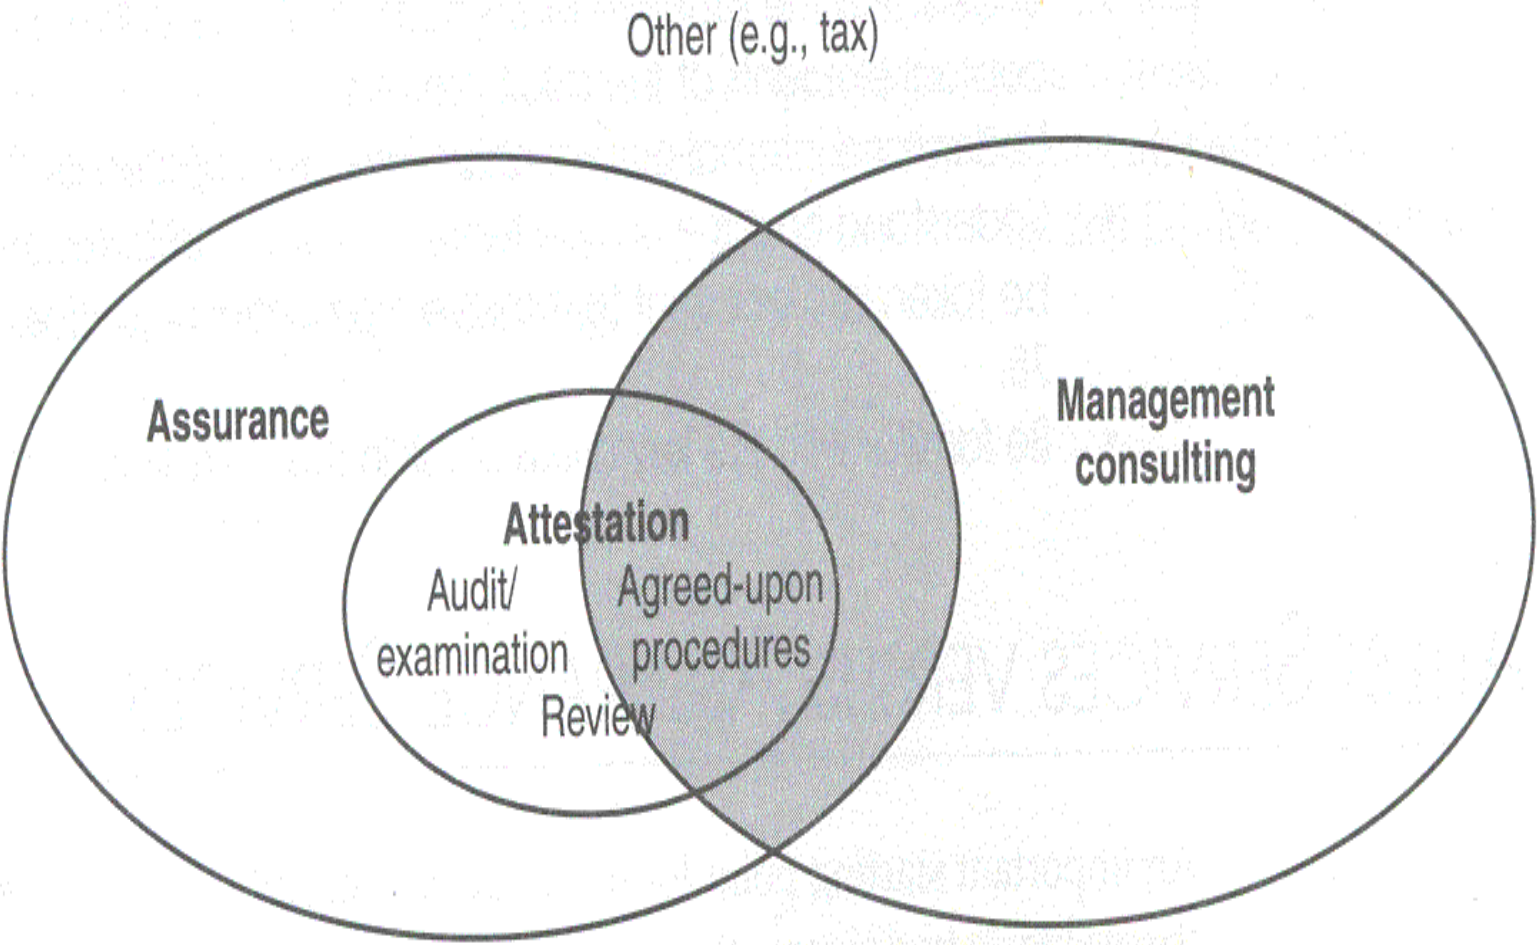 Other (e.g., tax)
Assurance
Management
consulting
Attestation
Audit/
examination
Agreed-upon
procedures
Review